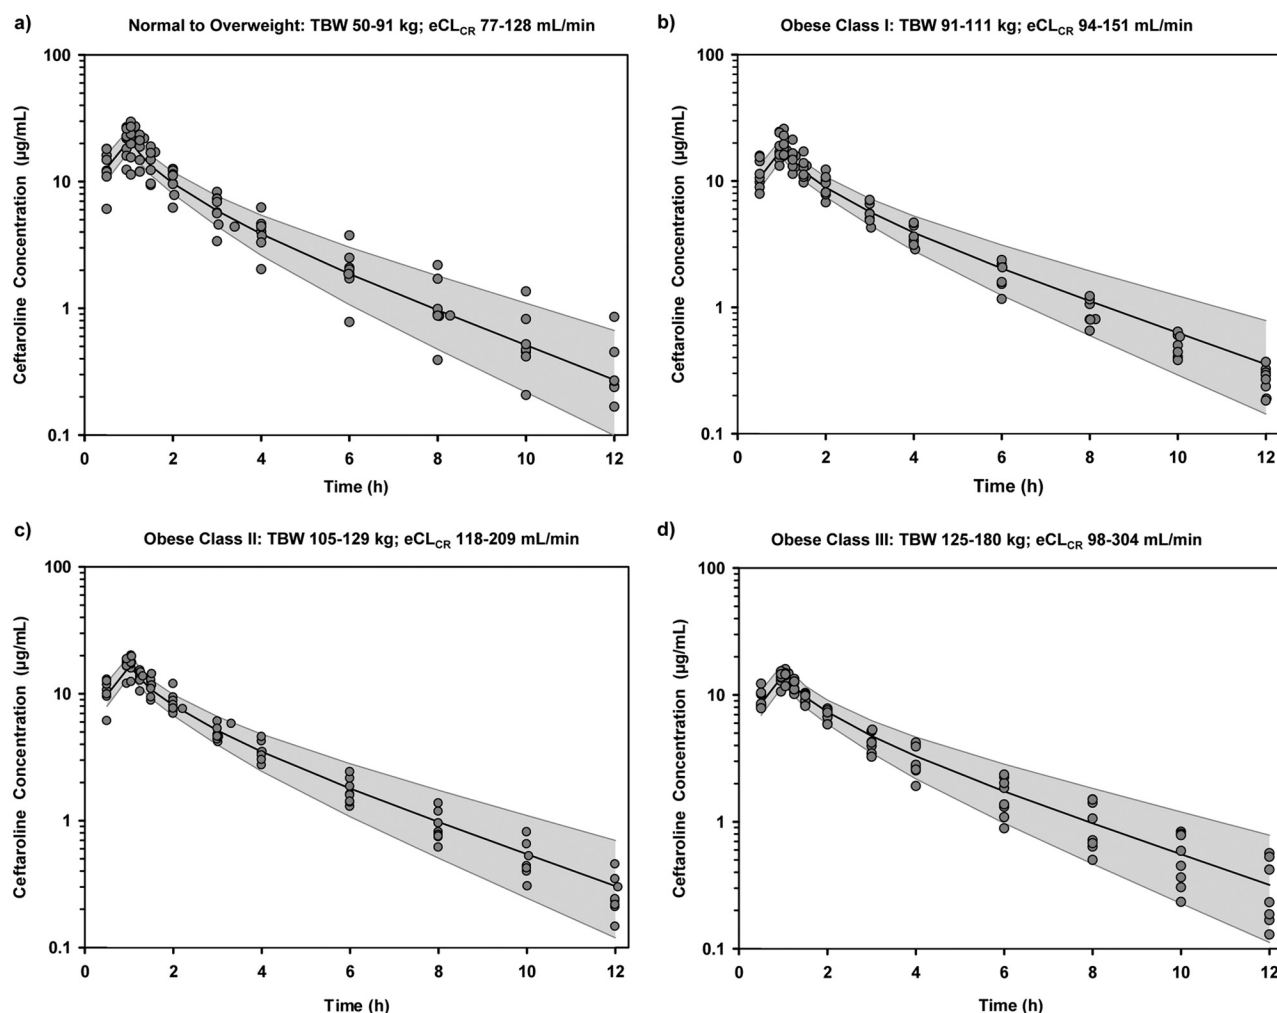 a) Normal to Overweight: TBW 50-91 kg; eCLCR 77-128 mL/min
100
10
1
0.1
Ceftaroline Concentration (µg/mL)
0 2 4 6 8 10 12
Time (h)
b) Obese Class I: TBW 91-111 kg; eCLCR 94-151 mL/min
100
10
1
0.1
Ceftaroline Concentration (µg/mL)
0 2 4 6 8 10 12
Time (h)
c) Obese Class II: TBW 105-129 kg; eCLCR 118-209 mL/min
100
10
1
0.1
Ceftaroline Concentration (µg/mL)
0 2 4 6 8 10 12
Time (h)
d) Obese Class III: TBW 125-180 kg; eCLCR 98-304 mL/min
100
10
1
0.1
Ceftaroline Concentration (µg/mL)
0 2 4 6 8 10 12
Time (h)